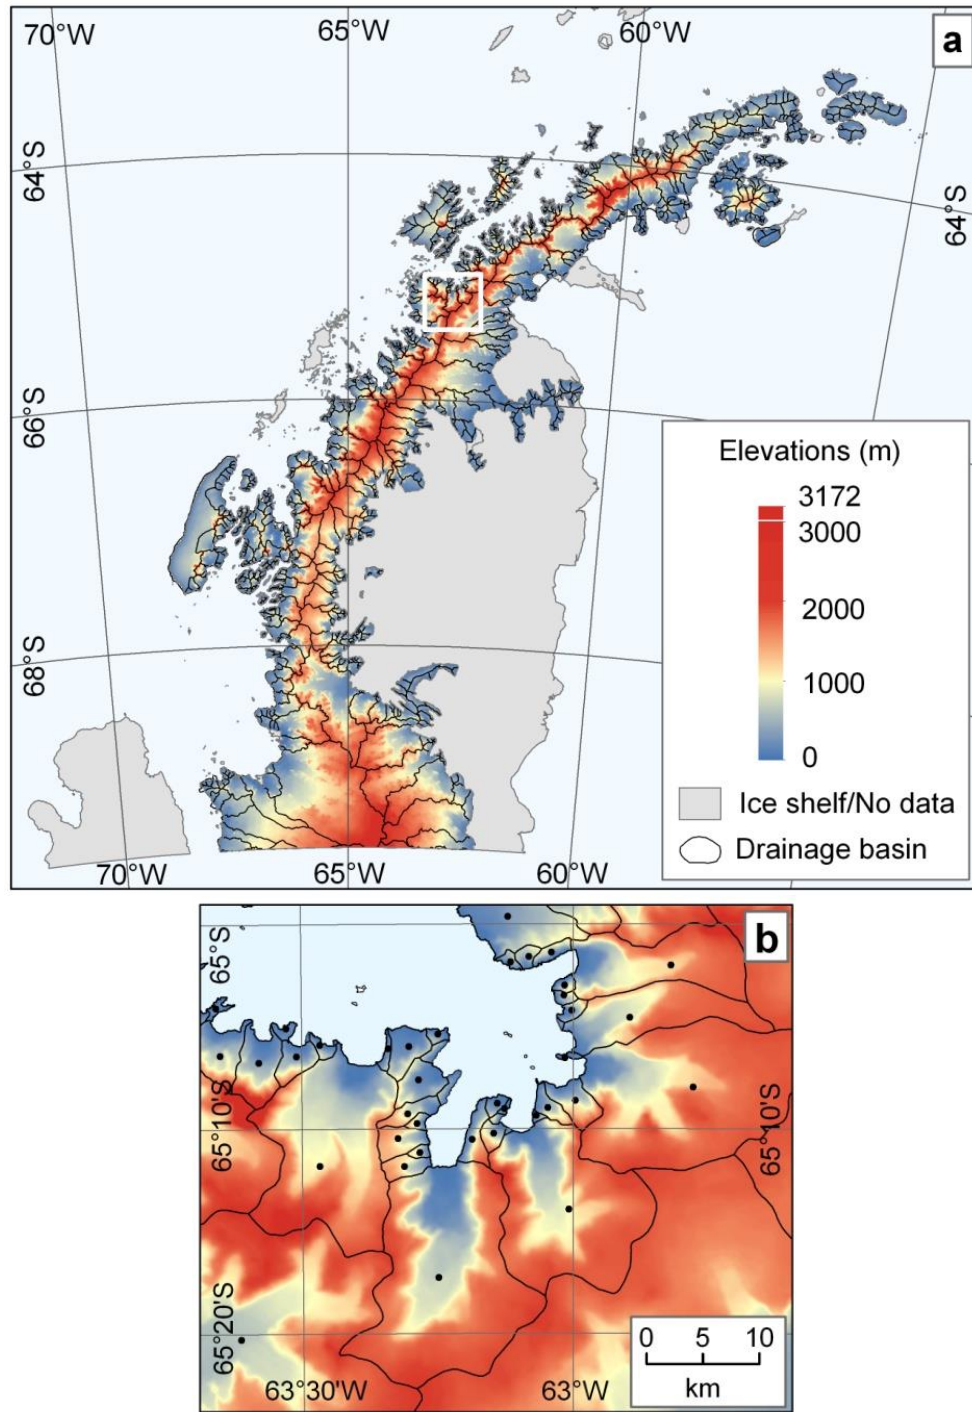 70°W 65°W 60°W a
64°S
64°S
66°S
68°S
Elevations (m)
3172
3000
2000
1000
0
Ice shelf/No data
Drainage basin
70°W 65°W 60°W
b
65°S
65°10'S
65°10'S
65°20'S
63°30'W 63°W
0 5 10
km